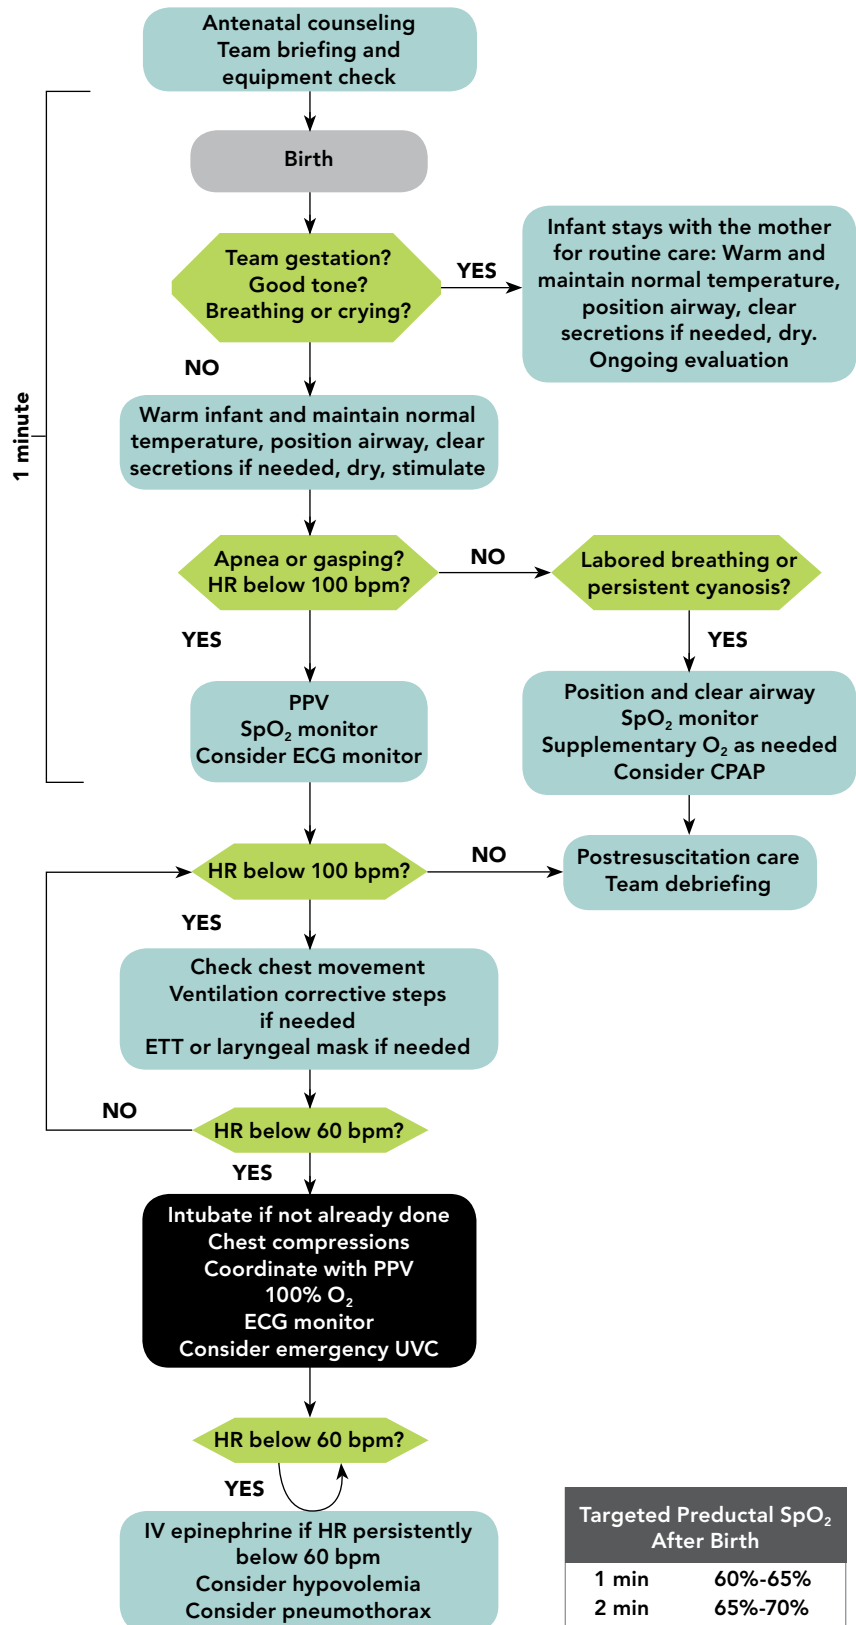 Antenatal counseling
Team briefing and
equipment check
Birth
1 minute
Team gestation?
Good tone?
Breathing or crying?
YES
Infant stays with the mother
for routine care: Warm and
maintain normal temperature,
position airway, clear
secretions if needed, dry.
Ongoing evaluation
NO
Warm infant and maintain normal
temperature, position airway, clear
secretions if needed, dry, stimulate
Apnea or gasping?
HR below 100 bpm?
NO
Labored breathing or
persistent cyanosis?
YES
YES
PPV
SpO₂ monitor
Consider ECG monitor
Position and clear airway
SpO₂ monitor
Supplementary O₂ as needed
Consider CPAP
HR below 100 bpm?
NO
Postresuscitation care
Team debriefing
YES
Check chest movement
Ventilation corrective steps
if needed
ETT or laryngeal mask if needed
NO
HR below 60 bpm?
YES
Intubate if not already done
Chest compressions
Coordinate with PPV
100% O₂
ECG monitor
Consider emergency UVC
HR below 60 bpm?
YES
IV epinephrine if HR persistently
below 60 bpm
Consider hypovolemia
Consider pneumothorax
Targeted Preductal SpO₂
After Birth
1 min 60%-65%
2 min 65%-70%